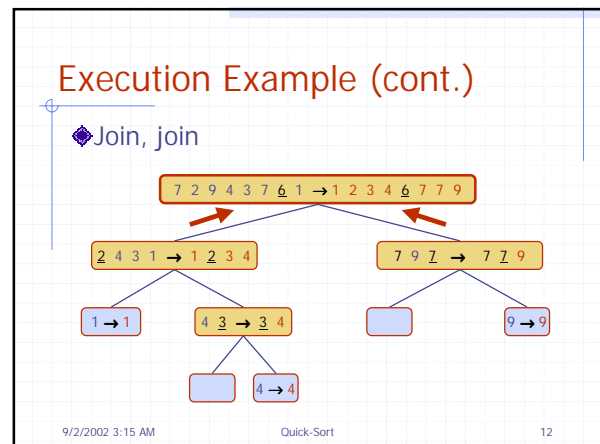 Execution Example (cont.)
Join, join
7 2 9 4 3 7 6 1 → 1 2 3 4 6 7 7 9
2 4 3 1 → 1 2 3 4
7 9 7 → 7 7 9
1 → 1
4 3 → 3 4
9 → 9
4 → 4
9/2/2002 3:15 AM
Quick-Sort
12